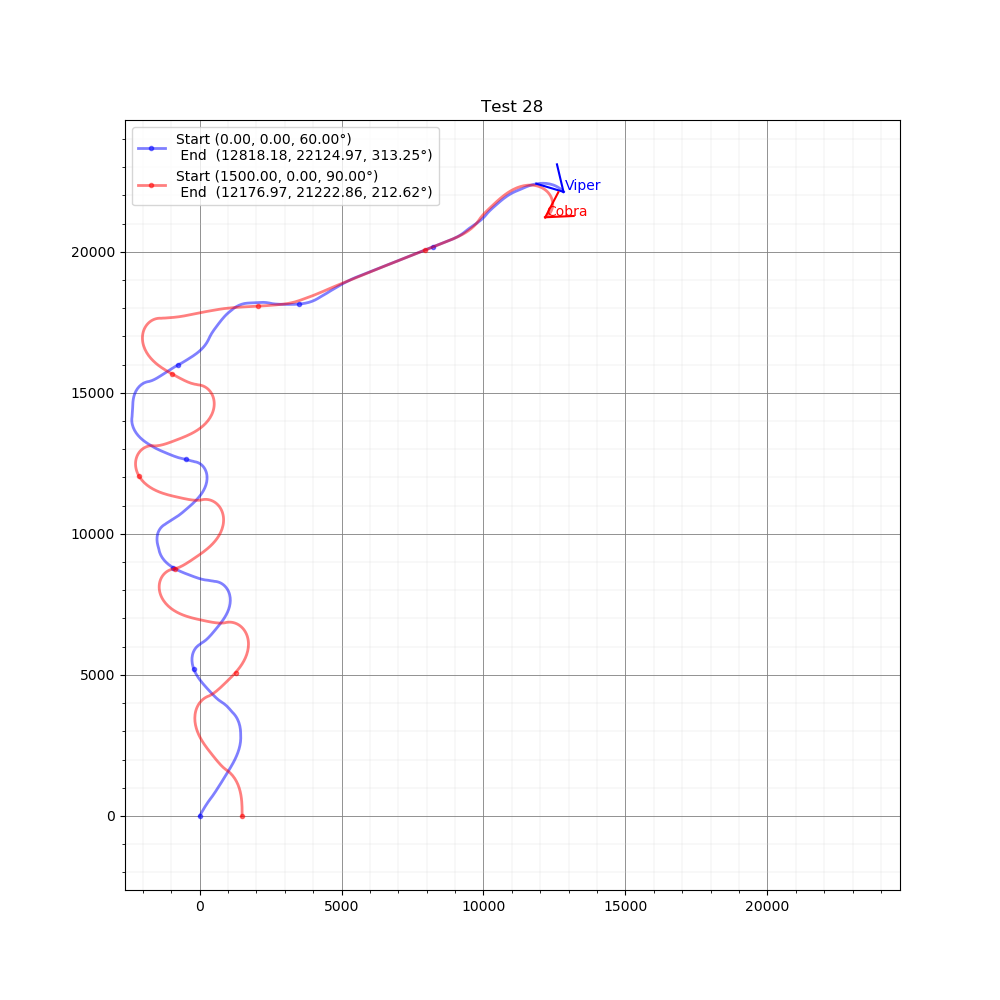 Test 28
Start (0.00, 0.00, 60.00°)
End (12818.18, 22124.97, 313.25°)
Start (1500.00, 0.00, 90.00°)
End (12176.97, 21222.86, 212.62°)
Viper
Cobra
20000
15000
10000
5000
0
0 5000 10000 15000 20000